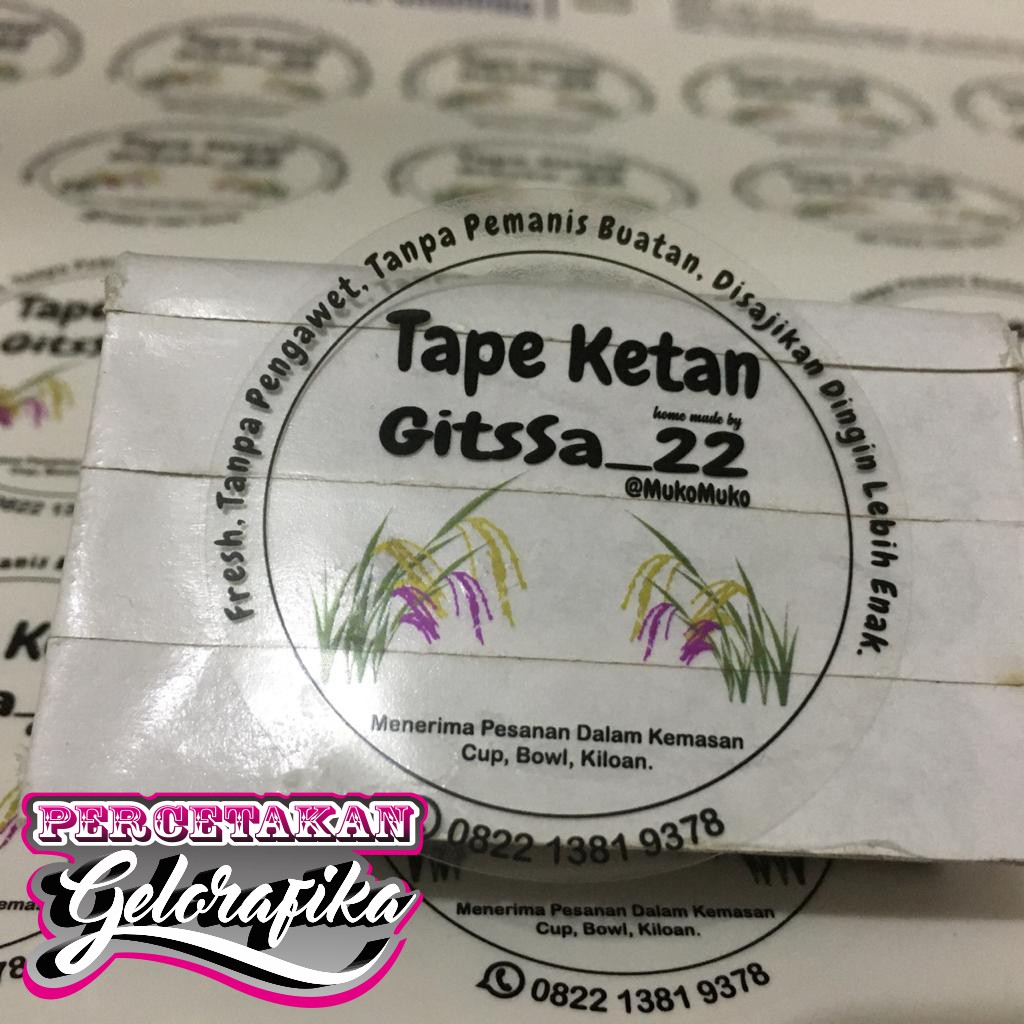 Fresh, Tanpa Pengawet, Tanpa Pemanis Buatan, Disajikan Dingin Lebih Enak.
Tape Ketan
home made by
GitsSa_22
@MukoMuko
Menerima Pesanan Dalam Kemasan
Cup, Bowl, Kiloan.
0822 1381 9378
Menerima Pesanan Dalam Kemasan
Cup, Bowl, Kiloan.
0822 1381 9378
PERCETAKAN
Gelorafika